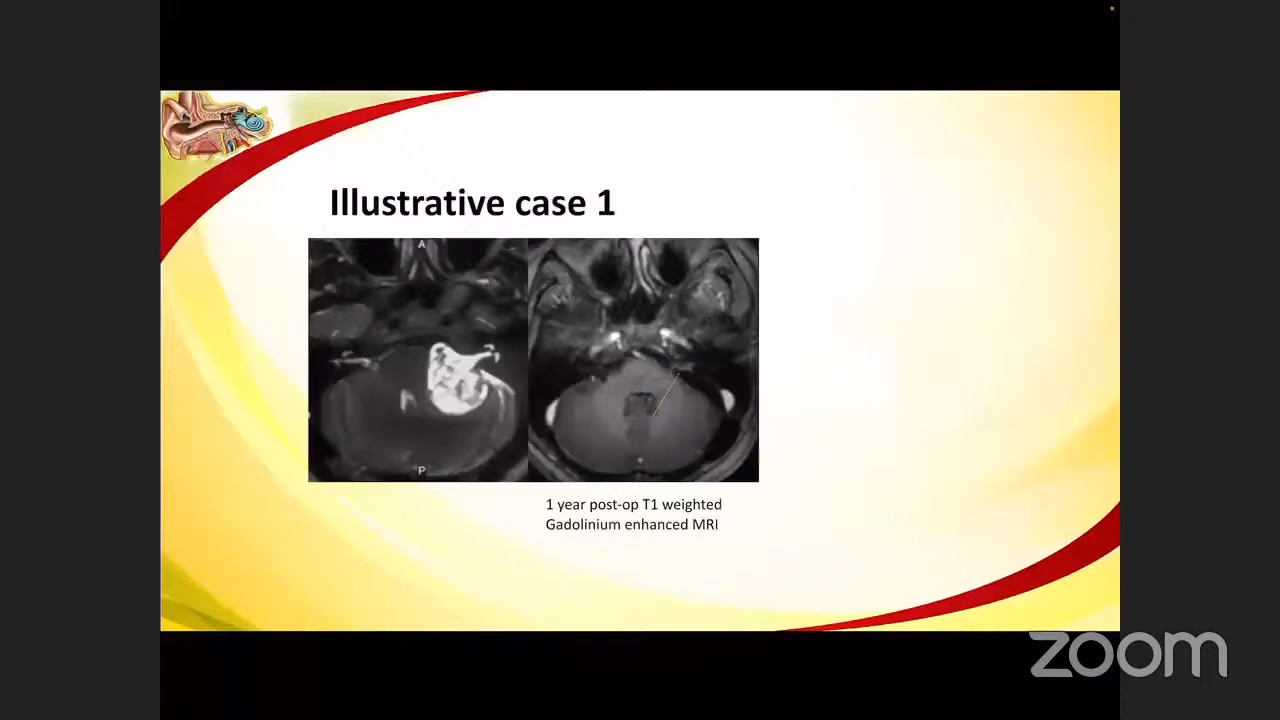 Illustrative case 1
A
P
1 year post-op T1 weighted
Gadolinium enhanced MRI
zoom